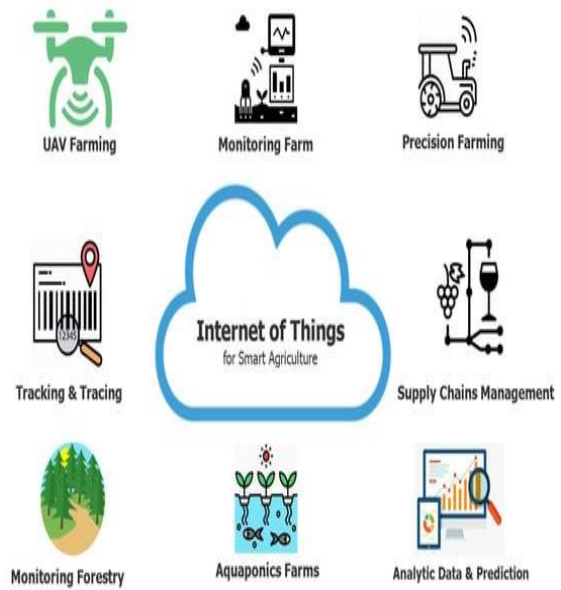 UAV Farming
Monitoring Farm
Precision Farming
Internet of Things
for Smart Agriculture
12345
Tracking & Tracing
Supply Chains Management
Monitoring Forestry
Aquaponics Farms
Analytic Data & Prediction